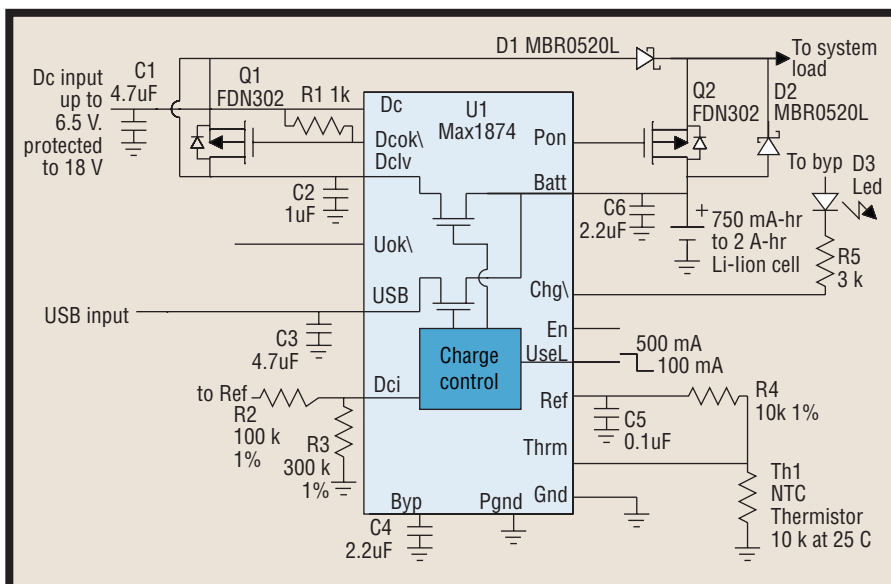 D1 MBR0520L
To system
load
Dc input
up to
6.5 V.
protected
to 18 V
C1
4.7uF
Q1
FDN302
R1 1k
Dc
U1
Max1874
Q2
FDN302
D2
MBR0520L
Dcok\
Dclv
Pon
Batt
To byp
D3
Led
C2
1uF
C6
2.2uF
+
750 mA-hr
to 2 A-hr
Li-lion cell
R5
3 k
Uok\
USB
Chg\
USB input
C3
4.7uF
En
UseL
500 mA
100 mA
Charge
control
to Ref
Dci
R2
100 k
1%
R3
300 k
1%
Ref
C5
0.1uF
R4
10k 1%
Thrm
Th1
NTC
Thermistor
10 k at 25 C
Byp
Pgnd
Gnd
C4
2.2uF